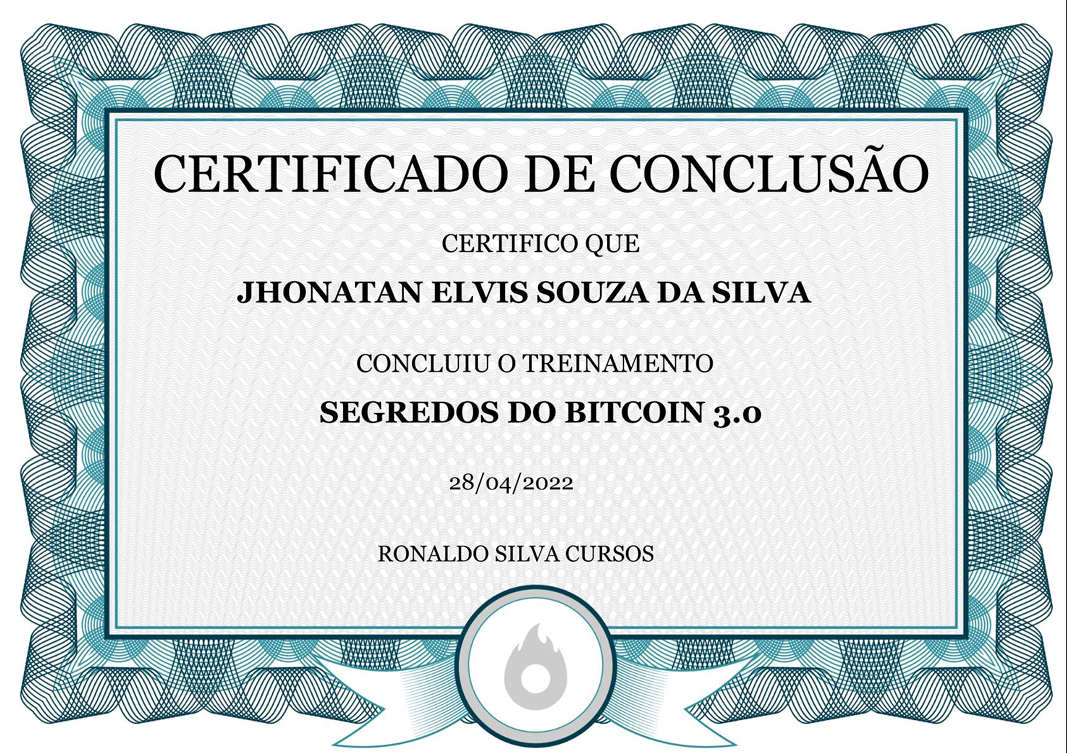 CERTIFICADO DE CONCLUSÃO
CERTIFICO QUE
JHONATAN ELVIS SOUZA DA SILVA
CONCLUIU O TREINAMENTO
SEGREDOS DO BITCOIN 3.0
28/04/2022
RONALDO SILVA CURSOS